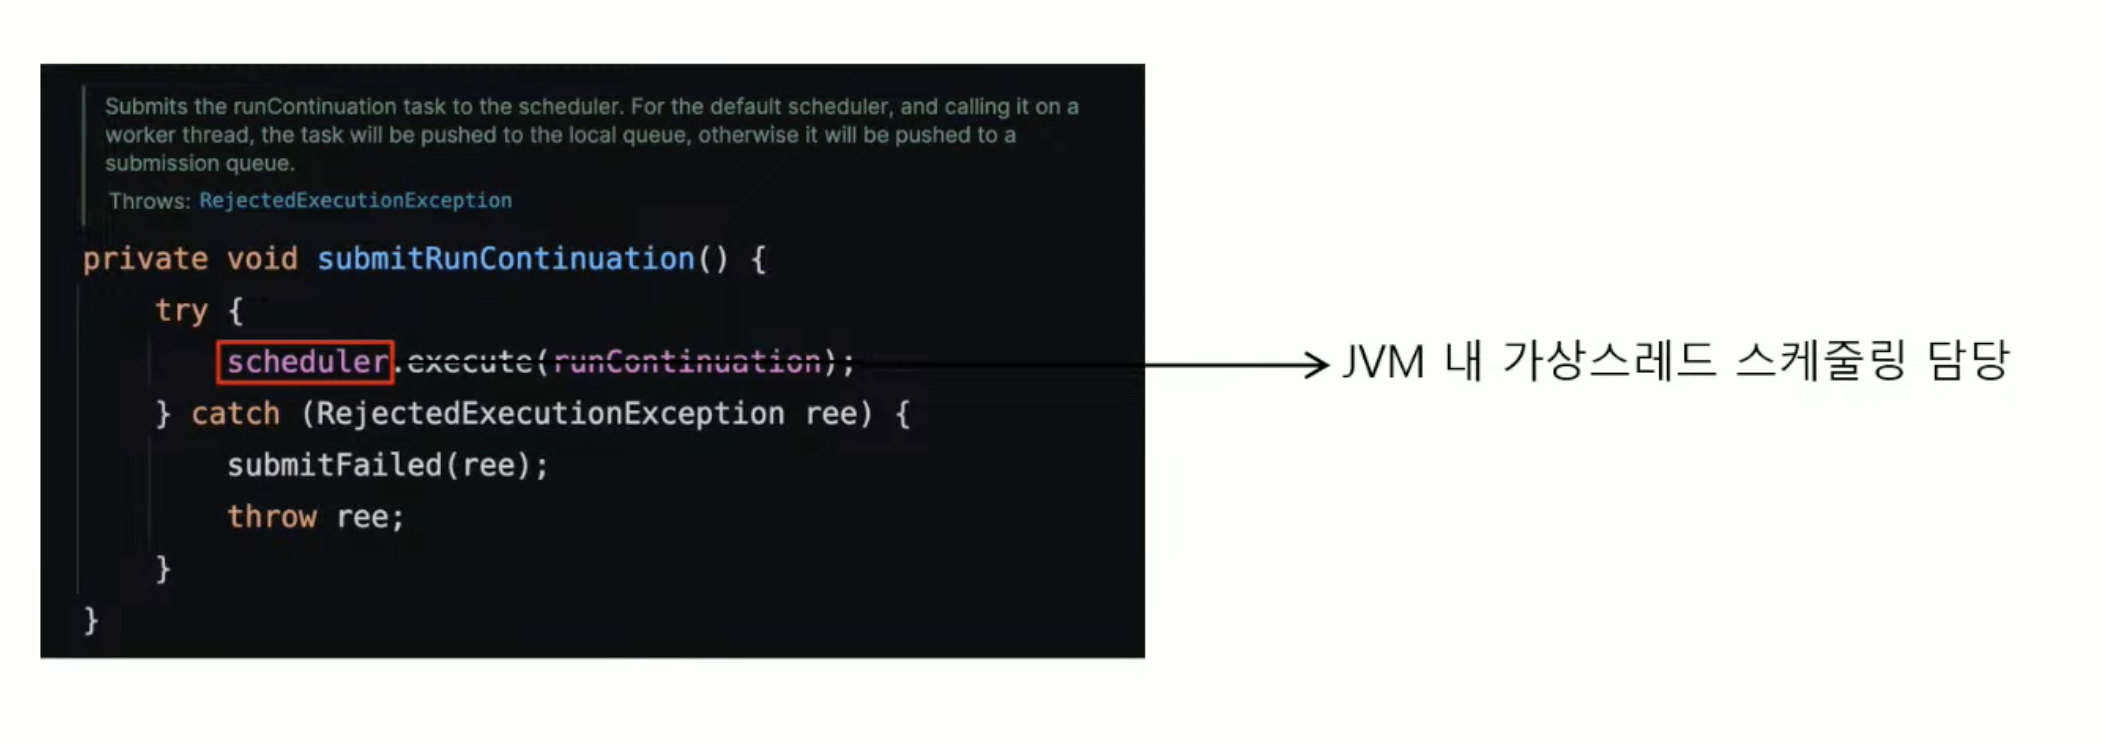 Submits the runContinuation task to the scheduler. For the default scheduler, and calling it on a
worker thread, the task will be pushed to the local queue, otherwise it will be pushed to a
submission queue.
Throws: RejectedExecutionException
private void submitRunContinuation() {
try {
scheduler.execute(runContinuation);
} catch (RejectedExecutionException ree) {
submitFailed(ree);
throw ree;
}
}
JVM 내 가상스레드 스케줄링 담당